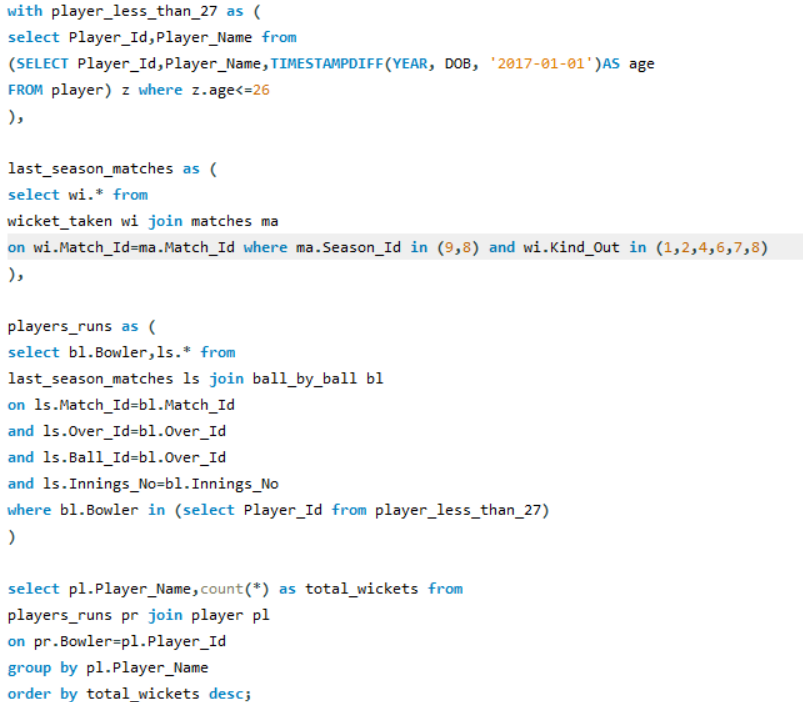 with player_less_than_27 as (
select Player_Id,Player_Name from
(SELECT Player_Id,Player_Name,TIMESTAMPDIFF(YEAR, DOB, '2017-01-01')AS age
FROM player) z where z.age<=26
),
last_season_matches as (
select wi.* from
wicket_taken wi join matches ma
on wi.Match_Id=ma.Match_Id where ma.Season_Id in (9,8) and wi.Kind_Out in (1,2,4,6,7,8)
),
players_runs as (
select bl.Bowler,ls.* from
last_season_matches ls join ball_by_ball bl
on ls.Match_Id=bl.Match_Id
and ls.Over_Id=bl.Over_Id
and ls.Ball_Id=bl.Over_Id
and ls.Innings_No=bl.Innings_No
where bl.Bowler in (select Player_Id from player_less_than_27)
)
select pl.Player_Name,count(*) as total_wickets from
players_runs pr join player pl
on pr.Bowler=pl.Player_Id
group by pl.Player_Name
order by total_wickets desc;